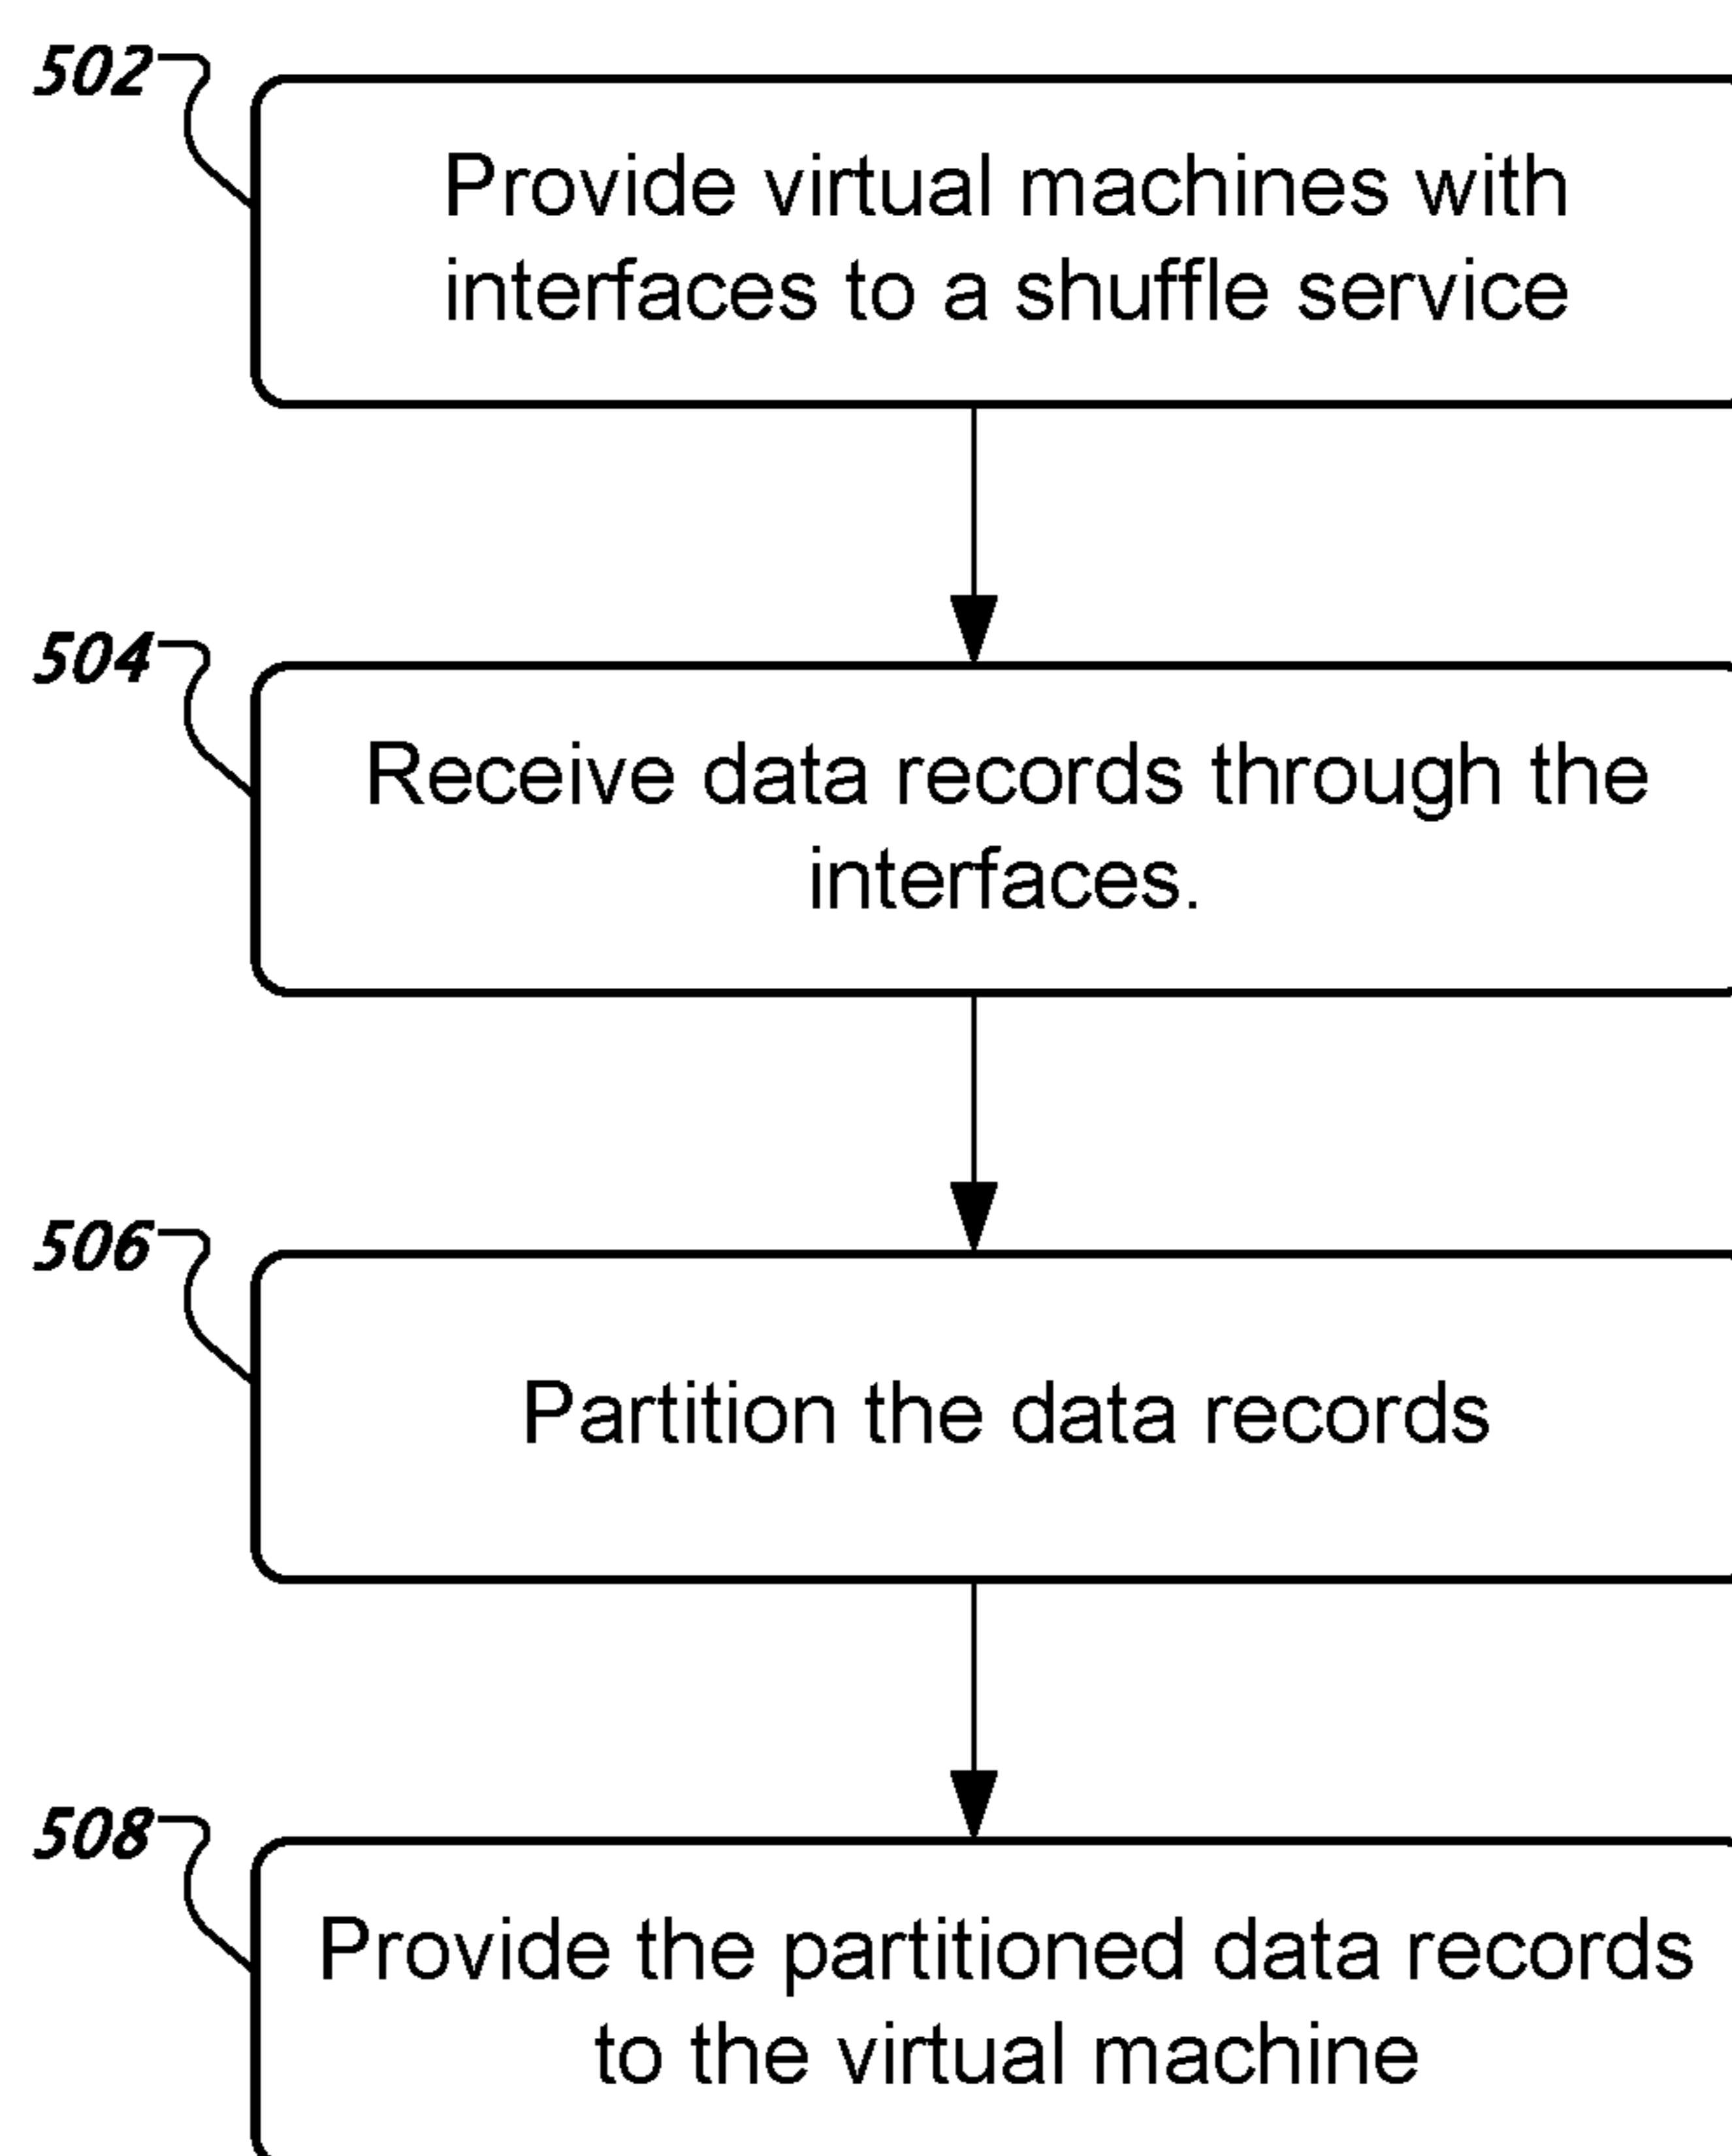 502
Provide virtual machines with
interfaces to a shuffle service
504
Receive data records through the
interfaces.
506
Partition the data records
508
Provide the partitioned data records
to the virtual machine